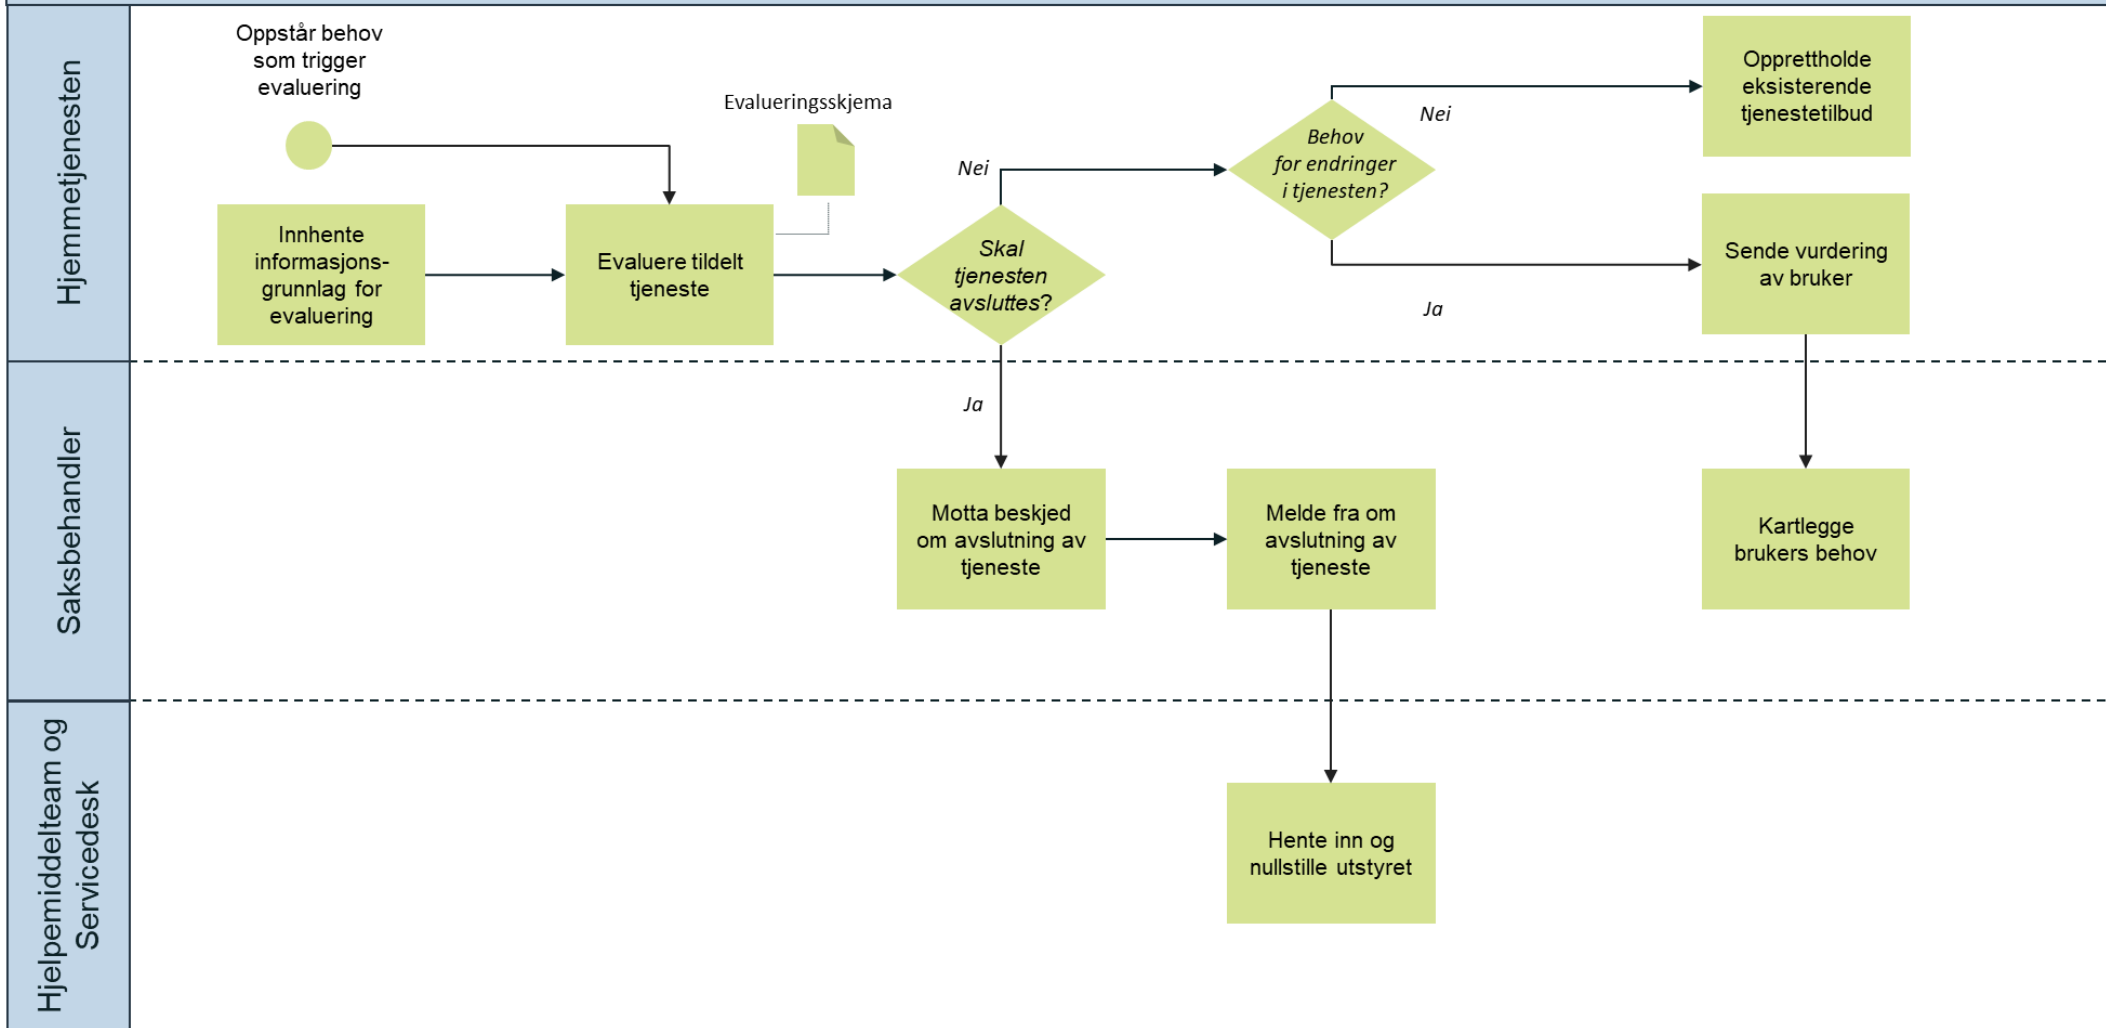 Hjemmetjenesten
Oppstår behov
som trigger
evaluering
Innhente
informasjons-
grunnlag for
evaluering
Evaluere tildelt
tjeneste
Evalueringsskjema
Skal
tjenesten
avsluttes?
Nei
Behov
for endringer
i tjenesten?
Nei
Opprettholde
eksisterende
tjenestetilbud
Ja
Sende vurdering
av bruker
Saksbehandler
Ja
Motta beskjed
om avslutning av
tjeneste
Melde fra om
avslutning av
tjeneste
Kartlegge
brukers behov
Hjelpemiddelteam og
Servicedesk
Hente inn og
nullstille utstyret